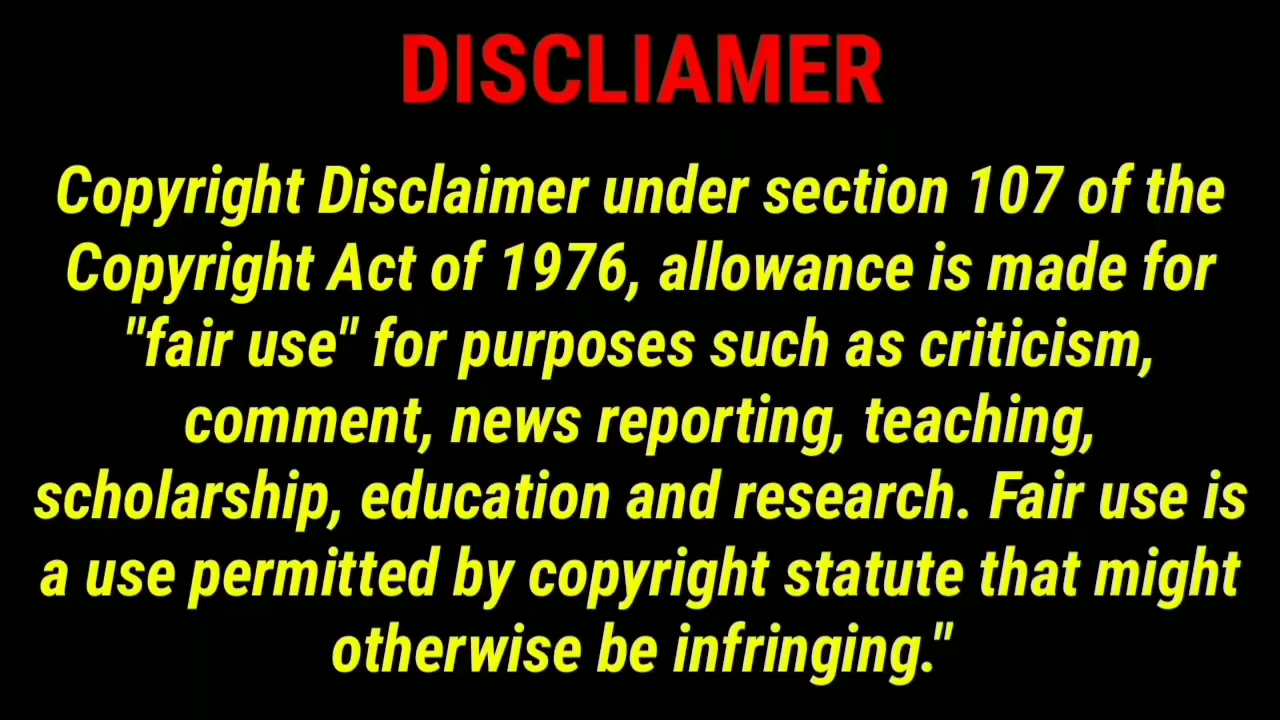 DISCLIAMER
Copyright Disclaimer under section 107 of the
Copyright Act of 1976, allowance is made for
"fair use" for purposes such as criticism,
comment, news reporting, teaching,
scholarship, education and research. Fair use is
a use permitted by copyright statute that might
otherwise be infringing."